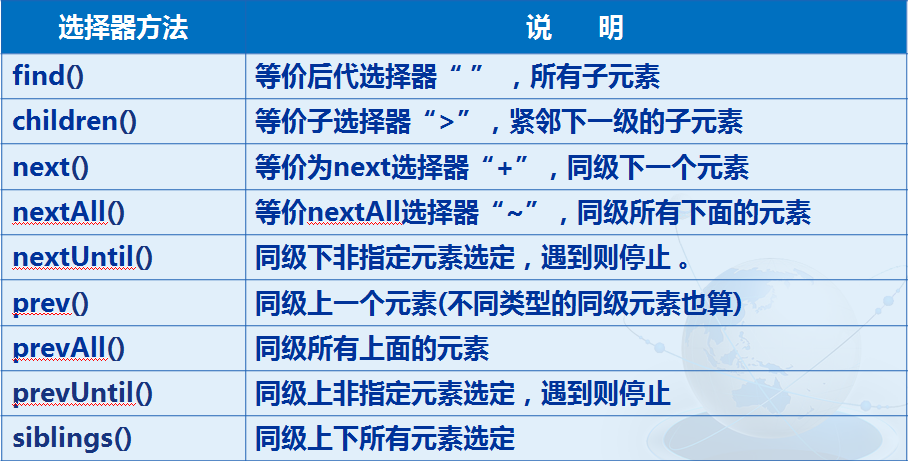 选择器方法 说 明
find() 等价后代选择器“ ” ，所有子元素
children() 等价子选择器“>” ，紧邻下一级的子元素
next() 等价为next选择器“+” ，同级下一个元素
nextAll() 等价nextAll选择器“~” ，同级所有下面的元素
nextUntil() 同级下非指定元素选定，遇到则停止 。
prev() 同级上一个元素(不同类型的同级元素也算)
prevAll() 同级所有上面的元素
prevUntil() 同级上非指定元素选定，遇到则停止
siblings() 同级上下所有元素选定